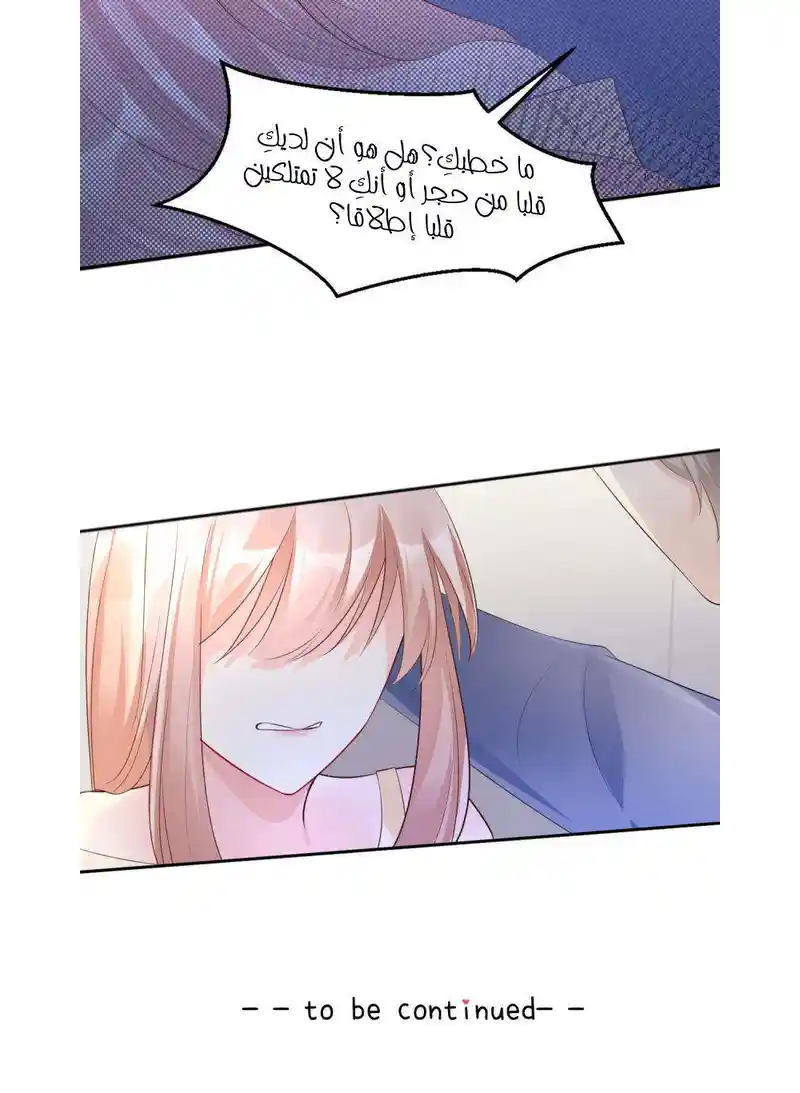 ما خطبكِ؟ هل هو أن لديكِ
قلبا من حجر أو أنكِ لا تمتلكين
قلبا إطلاقا؟
- - to be continued- -